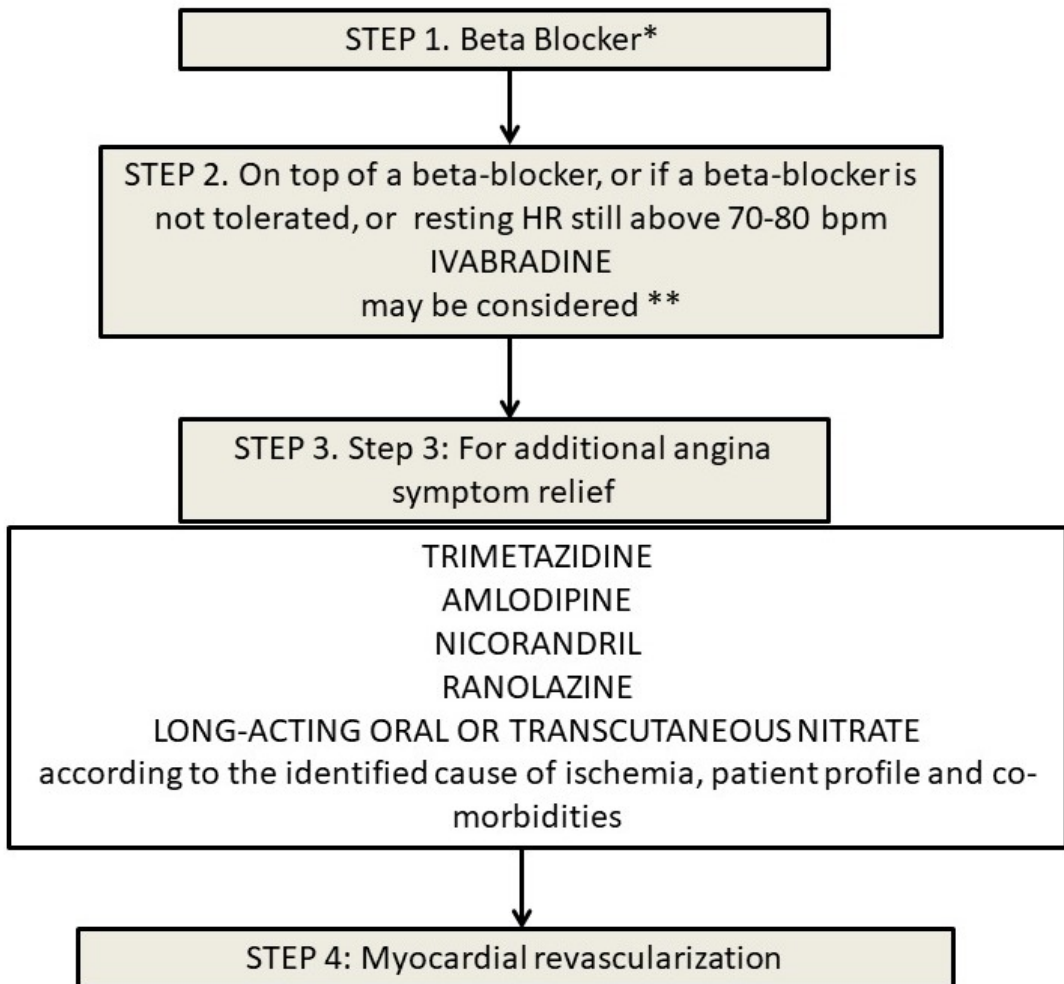 STEP 1. Beta Blocker*
STEP 2. On top of a beta-blocker, or if a beta-blocker is
not tolerated, or resting HR still above 70-80 bpm
IVABRADINE
may be considered **
STEP 3. Step 3: For additional angina
symptom relief
TRIMETAZIDINE
AMLODIPINE
NICORANDRIL
RANOLAZINE
LONG-ACTING ORAL OR TRANSCUTANEOUS NITRATE
according to the identified cause of ischemia, patient profile and co-
morbidities
STEP 4: Myocardial revascularization